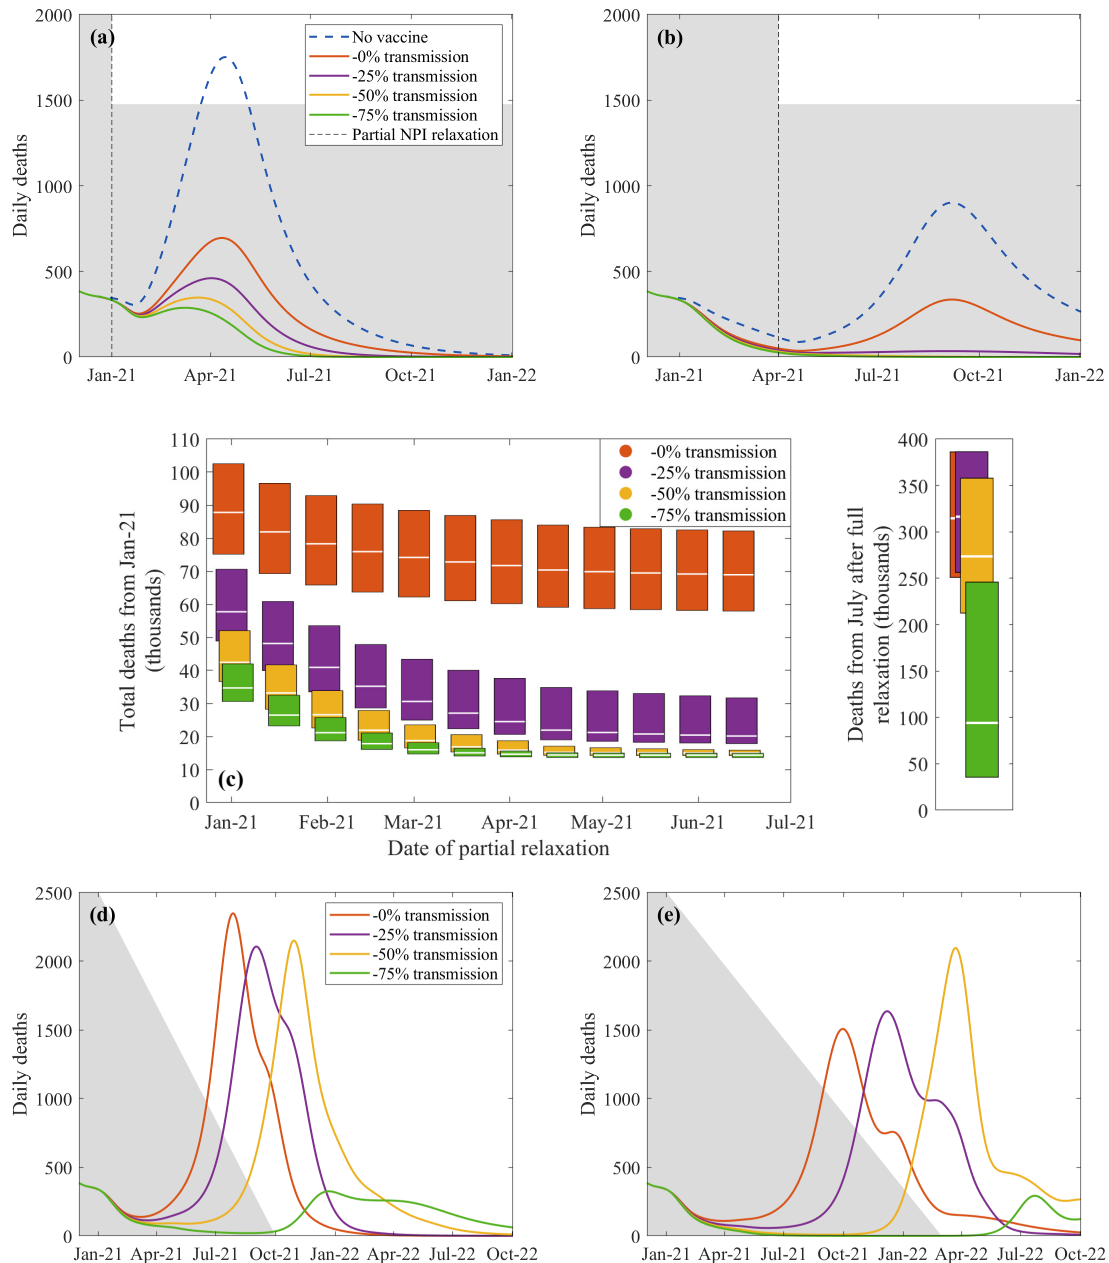 (a)
2000
1500
1000
500
0
Daily deaths
Jan-21 Apr-21 Jul-21 Oct-21 Jan-22
No vaccine
-0% transmission
-25% transmission
-50% transmission
-75% transmission
Partial NPI relaxation
(b)
2000
1500
1000
500
0
Daily deaths
Jan-21 Apr-21 Jul-21 Oct-21 Jan-22
(c)
110
100
90
80
70
60
50
40
30
20
10
0
Total deaths from Jan-21
(thousands)
Jan-21 Feb-21 Mar-21 Apr-21 May-21 Jun-21 Jul-21
Date of partial relaxation
-0% transmission
-25% transmission
-50% transmission
-75% transmission
400
350
300
250
200
150
100
50
0
Deaths from July after full
relaxation (thousands)
(d)
2500
2000
1500
1000
500
0
Daily deaths
Jan-21 Apr-21 Jul-21 Oct-21 Jan-22 Apr-22 Jul-22 Oct-22
-0% transmission
-25% transmission
-50% transmission
-75% transmission
(e)
2500
2000
1500
1000
500
0
Daily deaths
Jan-21 Apr-21 Jul-21 Oct-21 Jan-22 Apr-22 Jul-22 Oct-22